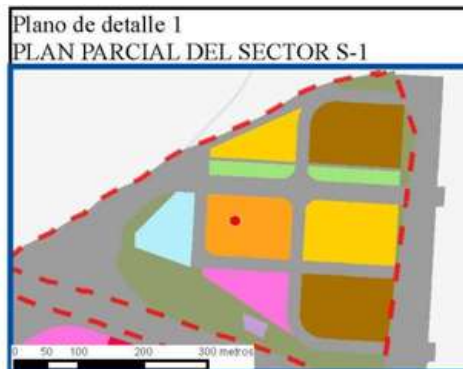 Plano de detalle 1
PLAN PARCIAL DEL SECTOR S-1
0 50 100 200 300 metros